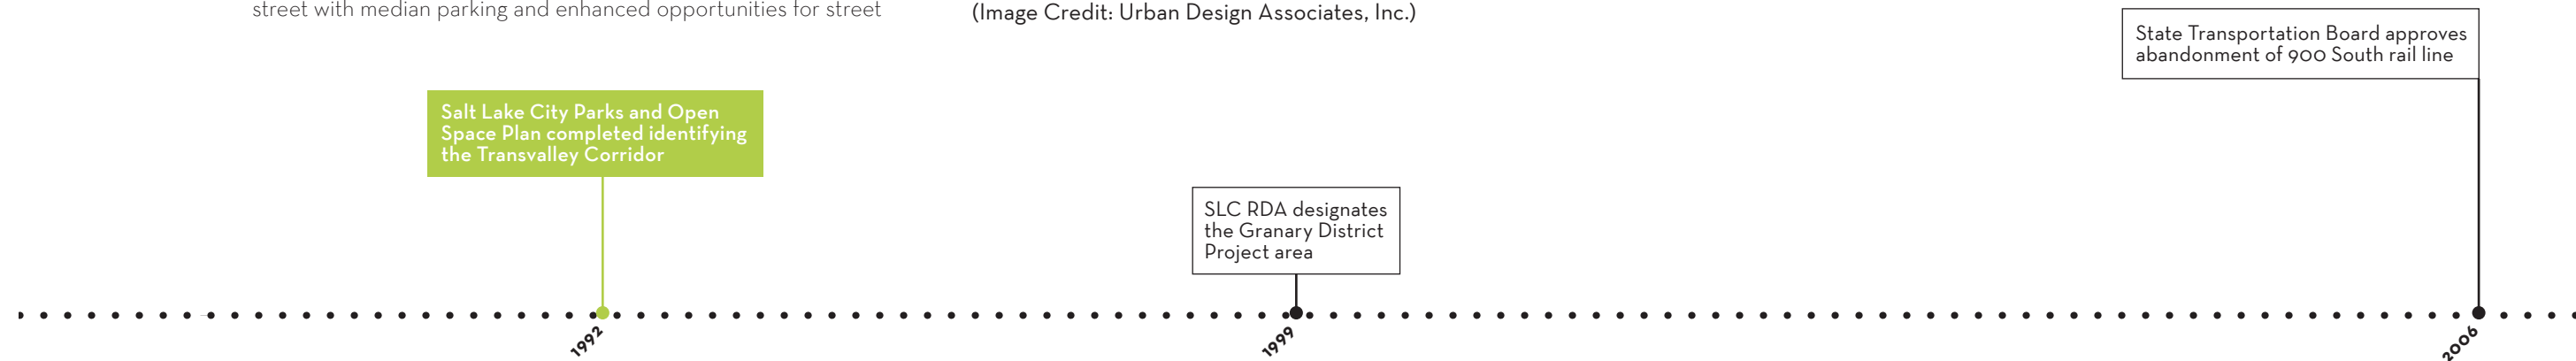 street with median parking and enhanced opportunities for street
(Image Credit: Urban Design Associates, Inc.)
State Transportation Board approves
abandonment of 900 South rail line
Salt Lake City Parks and Open
Space Plan completed identifying
the Transvalley Corridor
SLC RDA designates
the Granary District
Project area
1992
1999
2006